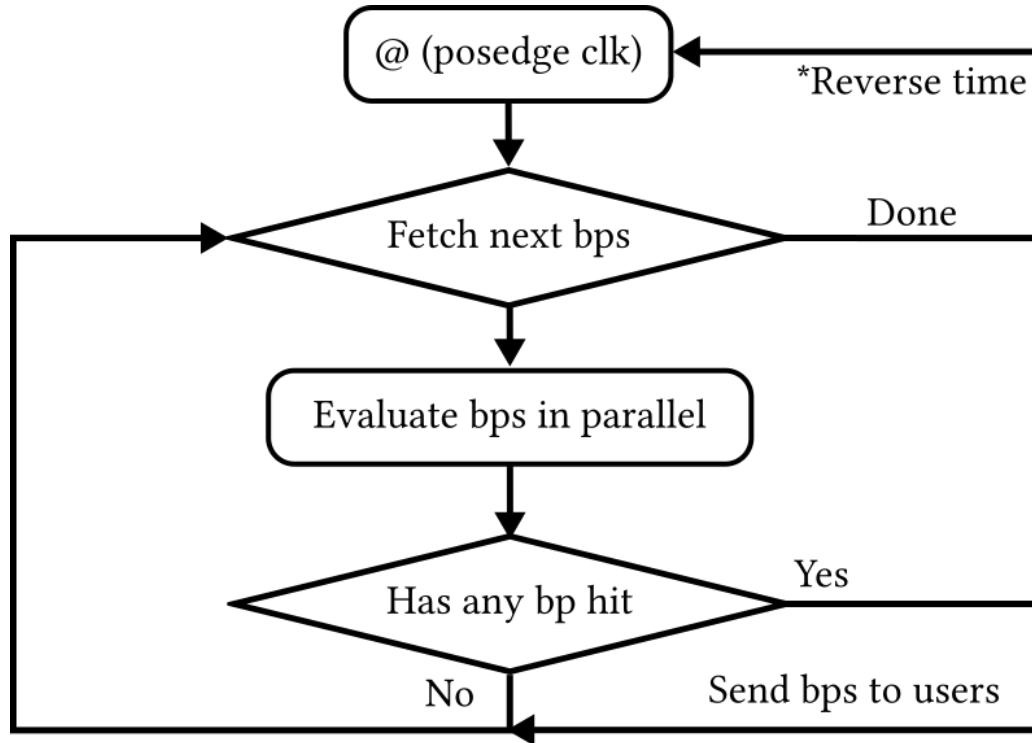 @ (posedge clk)
*Reverse time
Fetch next bps
Done
Evaluate bps in parallel
Has any bp hit
Yes
No
Send bps to users